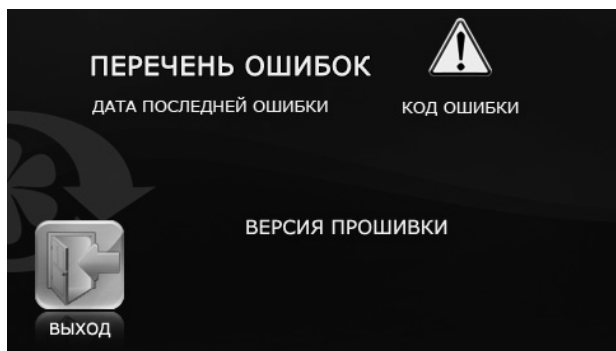 ПЕРЕЧЕНЬ ОШИБОК
ДАТА ПОСЛЕДНЕЙ ОШИБКИ КОД ОШИБКИ
ВЕРСИЯ ПРОШИВКИ
ВЫХОД